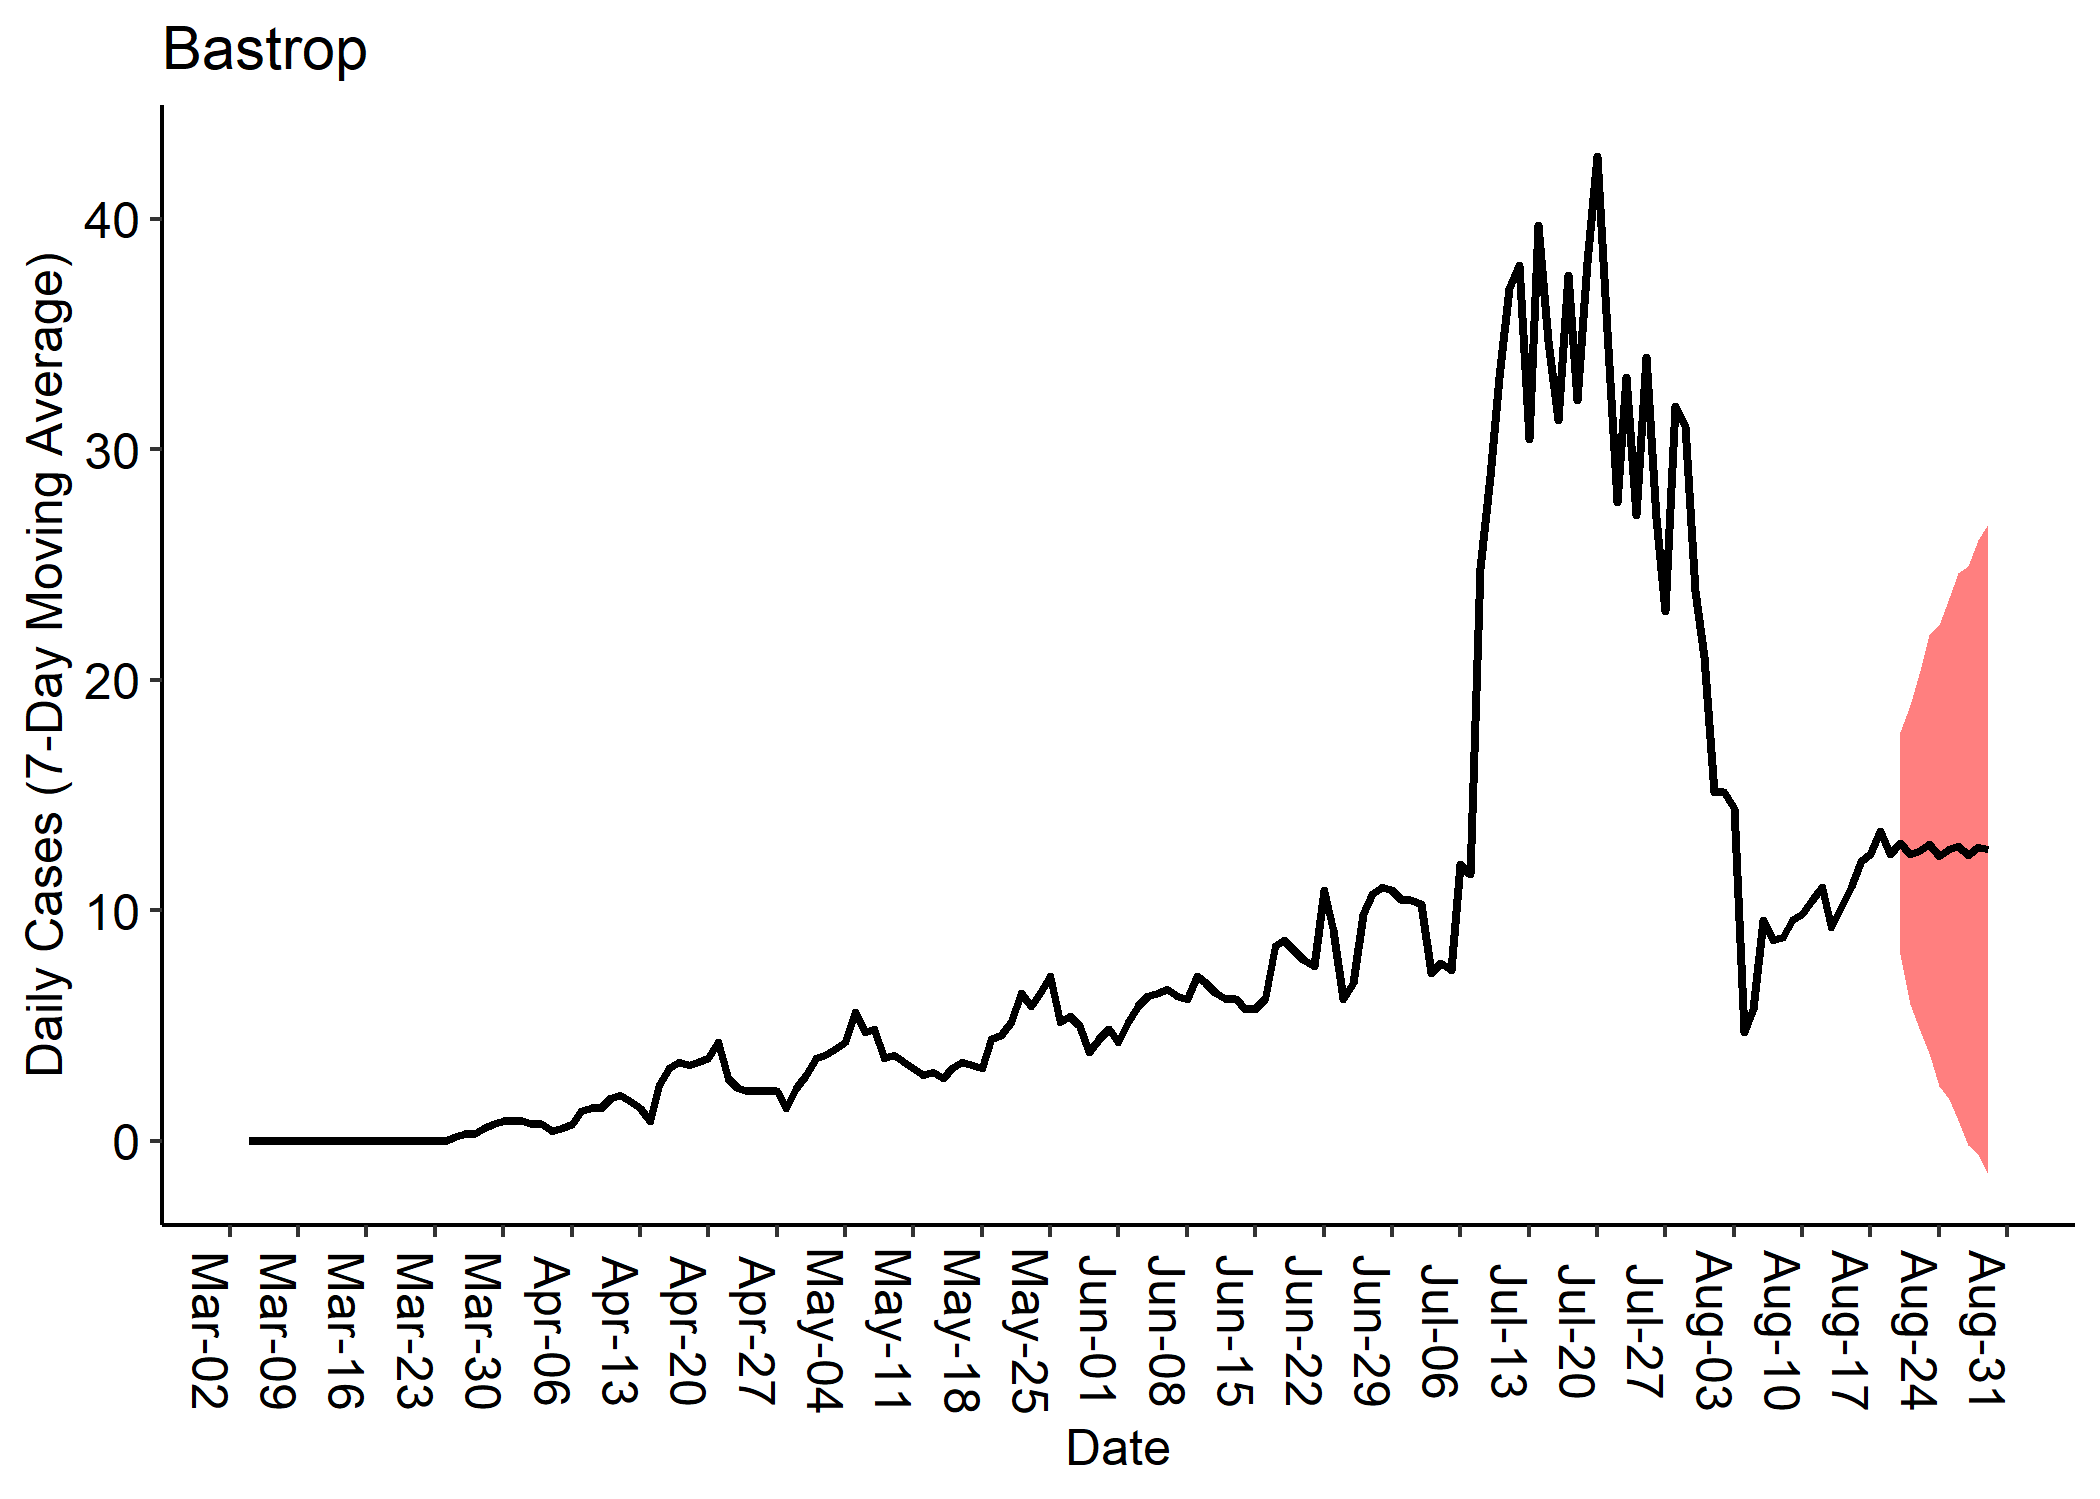 Bastrop
Daily Cases (7-Day Moving Average)
40
30
20
10
0
Mar-02
Mar-09
Mar-16
Mar-23
Mar-30
Apr-06
Apr-13
Apr-20
Apr-27
May-04
May-11
May-18
May-25
Jun-01
Jun-08
Jun-15
Jun-22
Jun-29
Jul-06
Jul-13
Jul-20
Jul-27
Aug-03
Aug-10
Aug-17
Aug-24
Aug-31
Date